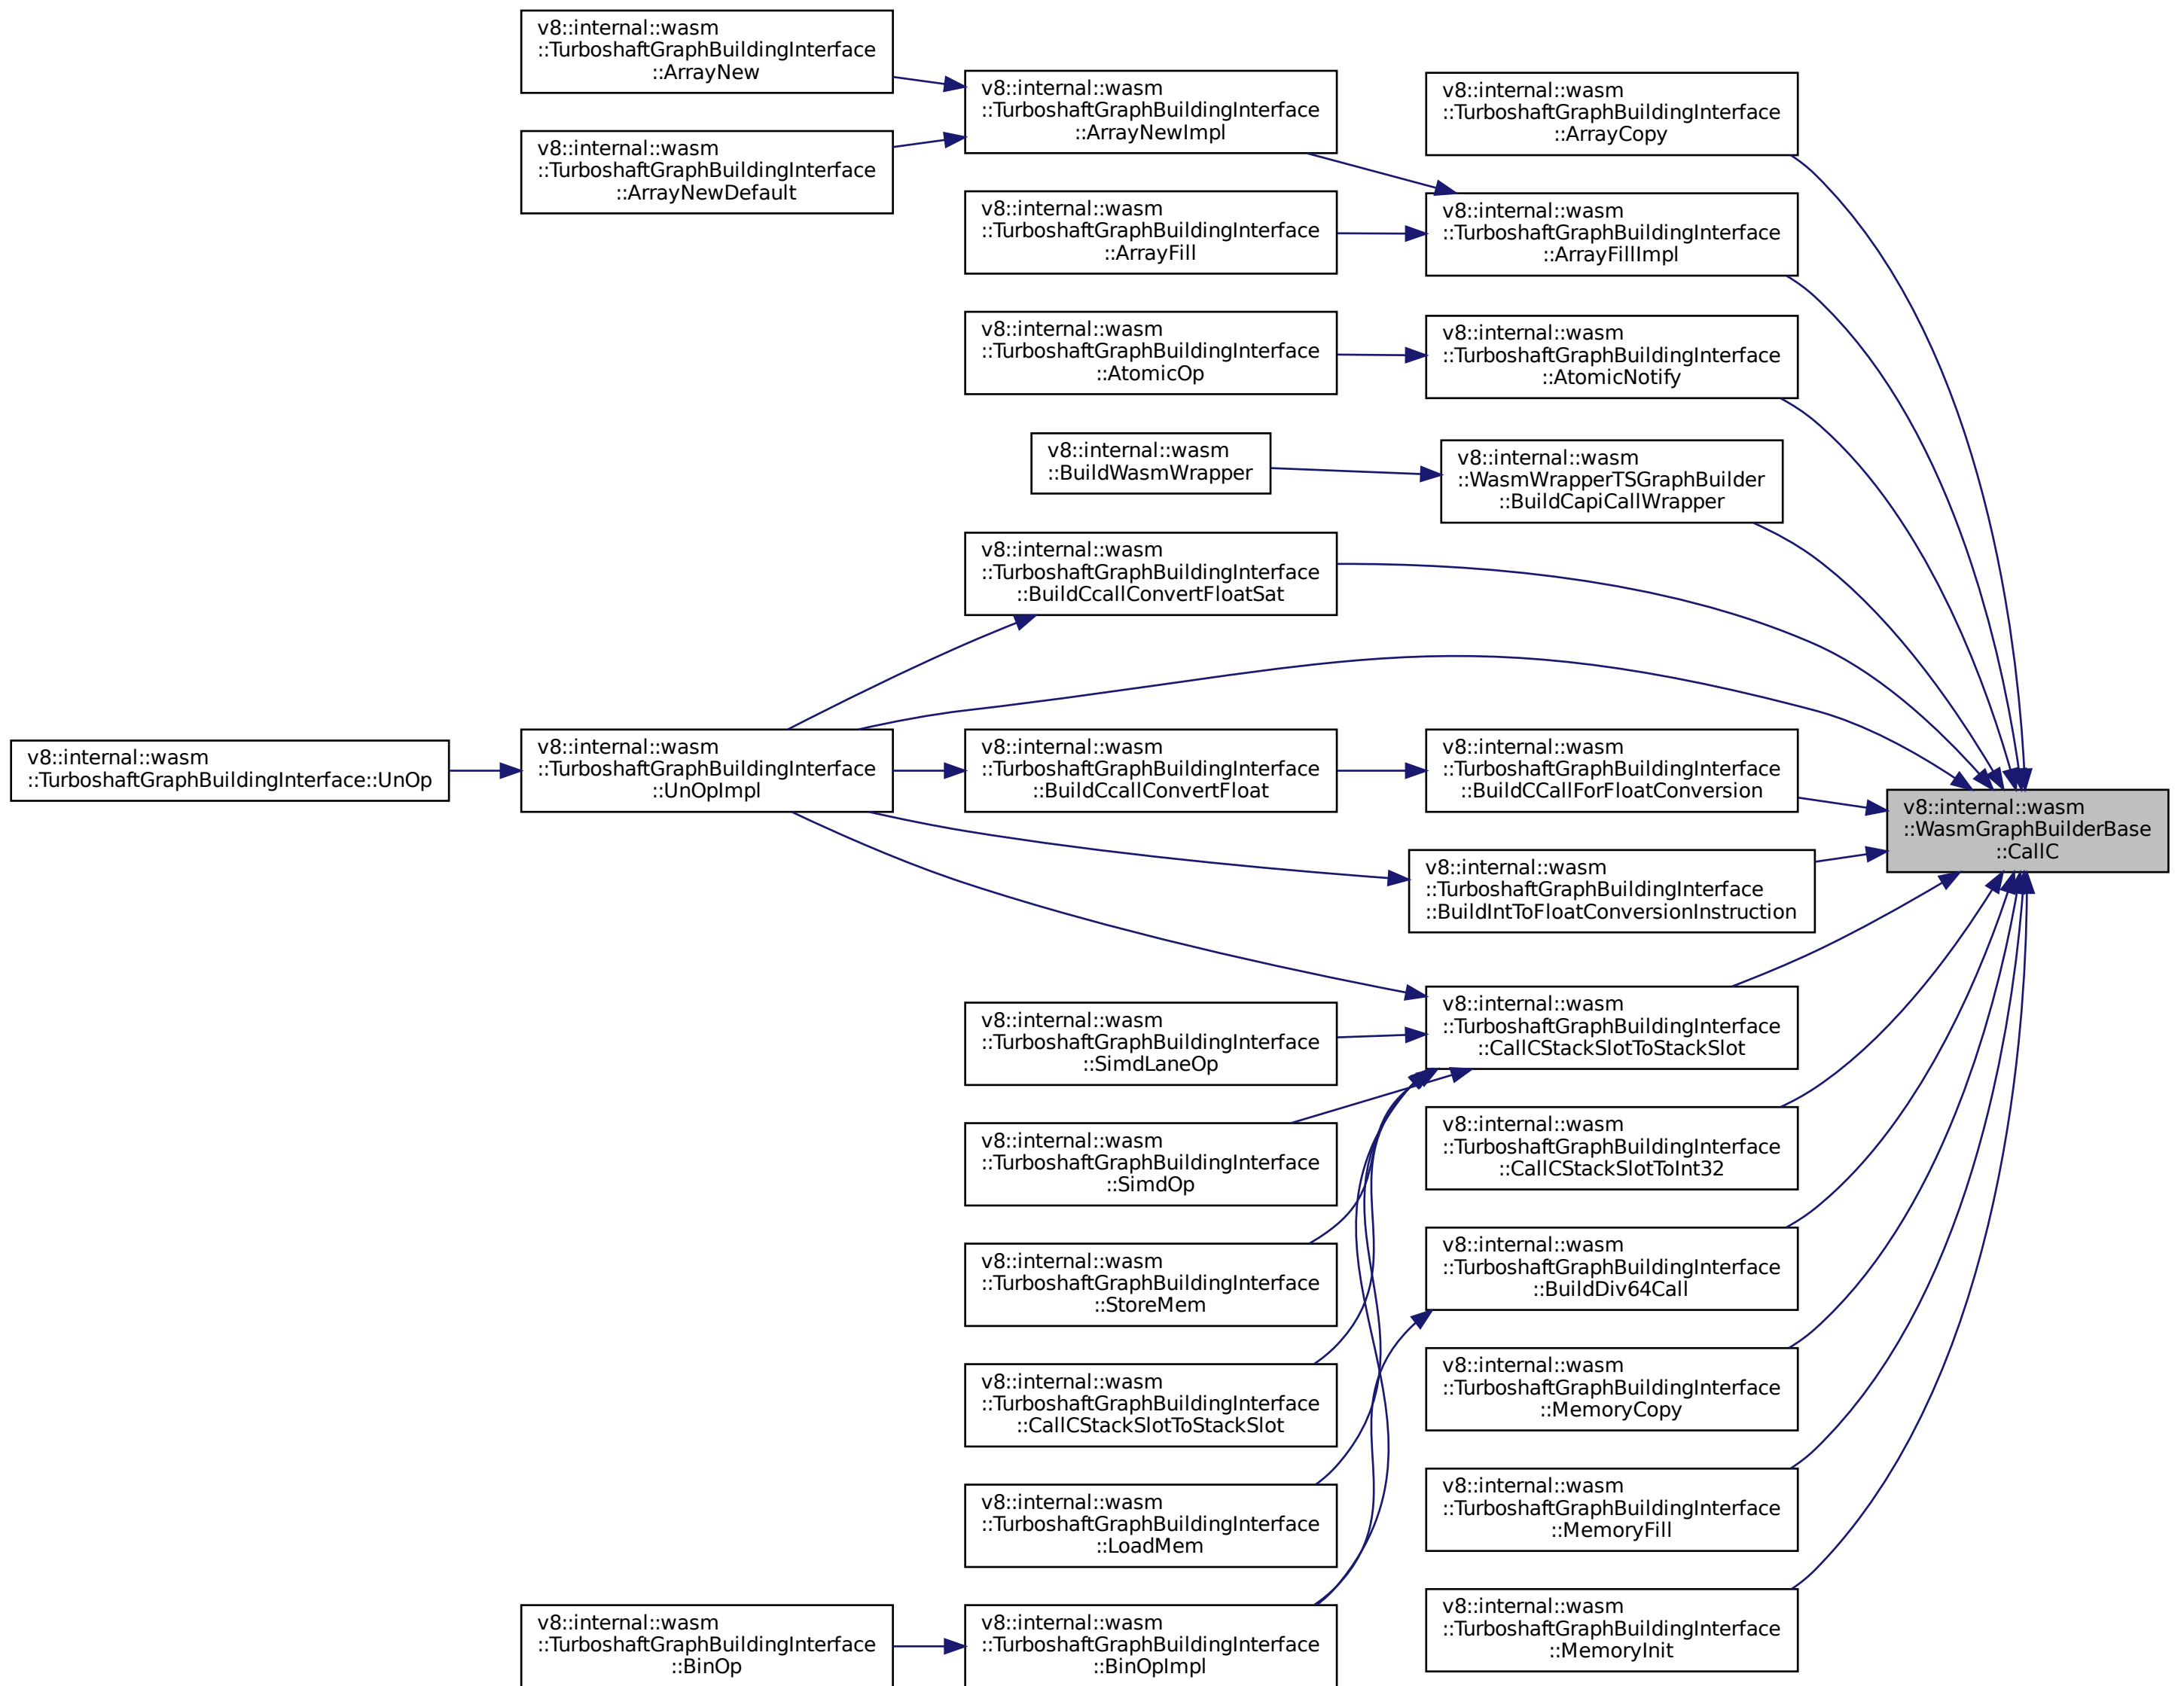 v8::internal::wasm
::TurboshaftGraphBuildingInterface
::ArrayNew
v8::internal::wasm
::TurboshaftGraphBuildingInterface
::ArrayNewDefault
v8::internal::wasm
::TurboshaftGraphBuildingInterface::UnOp
v8::internal::wasm
::TurboshaftGraphBuildingInterface
::UnOpImpl
v8::internal::wasm
::TurboshaftGraphBuildingInterface
::BinOp
v8::internal::wasm
::TurboshaftGraphBuildingInterface
::ArrayNewImpl
v8::internal::wasm
::TurboshaftGraphBuildingInterface
::ArrayFill
v8::internal::wasm
::TurboshaftGraphBuildingInterface
::AtomicOp
v8::internal::wasm
::BuildWasmWrapper
v8::internal::wasm
::TurboshaftGraphBuildingInterface
::BuildCcallConvertFloatSat
v8::internal::wasm
::TurboshaftGraphBuildingInterface
::BuildCcallConvertFloat
v8::internal::wasm
::TurboshaftGraphBuildingInterface
::SimdLaneOp
v8::internal::wasm
::TurboshaftGraphBuildingInterface
::SimdOp
v8::internal::wasm
::TurboshaftGraphBuildingInterface
::StoreMem
v8::internal::wasm
::TurboshaftGraphBuildingInterface
::CallCStackSlotToStackSlot
v8::internal::wasm
::TurboshaftGraphBuildingInterface
::LoadMem
v8::internal::wasm
::TurboshaftGraphBuildingInterface
::BinOpImpl
v8::internal::wasm
::TurboshaftGraphBuildingInterface
::ArrayCopy
v8::internal::wasm
::TurboshaftGraphBuildingInterface
::ArrayFillImpl
v8::internal::wasm
::TurboshaftGraphBuildingInterface
::AtomicNotify
v8::internal::wasm
::WasmWrapperTSGraphBuilder
::BuildCapiCallWrapper
v8::internal::wasm
::TurboshaftGraphBuildingInterface
::BuildCCallForFloatConversion
v8::internal::wasm
::TurboshaftGraphBuildingInterface
::BuildIntToFloatConversionInstruction
v8::internal::wasm
::TurboshaftGraphBuildingInterface
::CallCStackSlotToStackSlot
v8::internal::wasm
::TurboshaftGraphBuildingInterface
::CallCStackSlotToInt32
v8::internal::wasm
::TurboshaftGraphBuildingInterface
::BuildDiv64Call
v8::internal::wasm
::TurboshaftGraphBuildingInterface
::MemoryCopy
v8::internal::wasm
::TurboshaftGraphBuildingInterface
::MemoryFill
v8::internal::wasm
::TurboshaftGraphBuildingInterface
::MemoryInit
v8::internal::wasm
::WasmGraphBuilderBase
::CallC